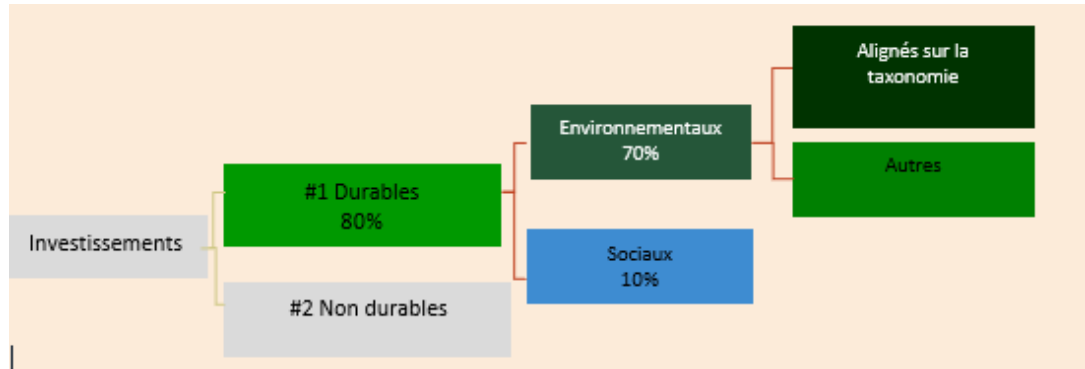 Investissements
#1 Durables
80%
#2 Non durables
Environnementaux
70%
Sociaux
10%
Alignés sur la
taxonomie
Autres